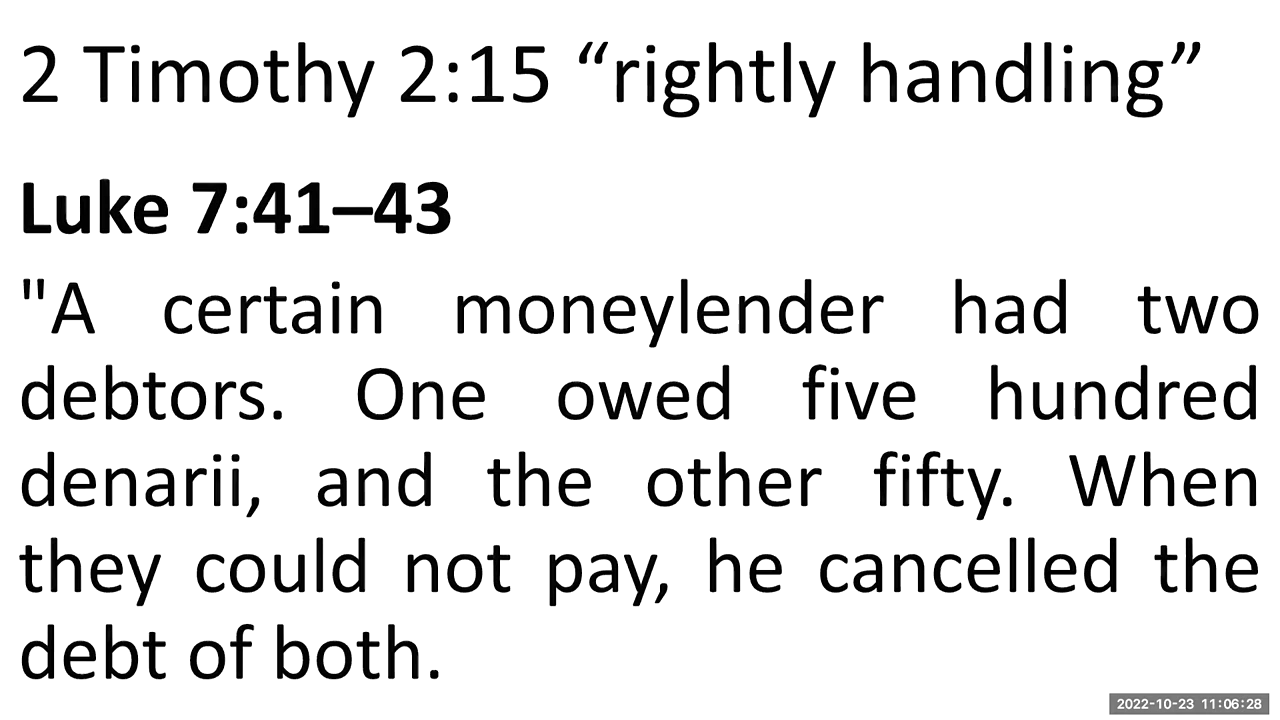 2 Timothy 2:15 “rightly handling”
Luke 7:41–43
"A certain moneylender had two
debtors. One owed five hundred
denarii, and the other fifty. When
they could not pay, he cancelled the
debt of both.
2022-10-23 11:06:28